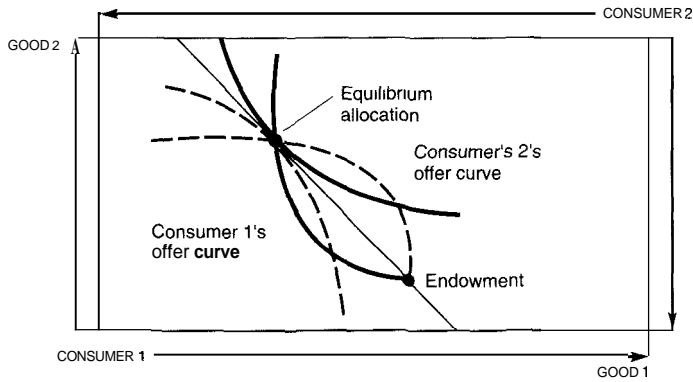 CONSUMER 2
GOOD 2
Equilibrium
allocation
Consumer's 2's
offer curve
Consumer 1's
offer curve
Endowment
CONSUMER 1
GOOD 1